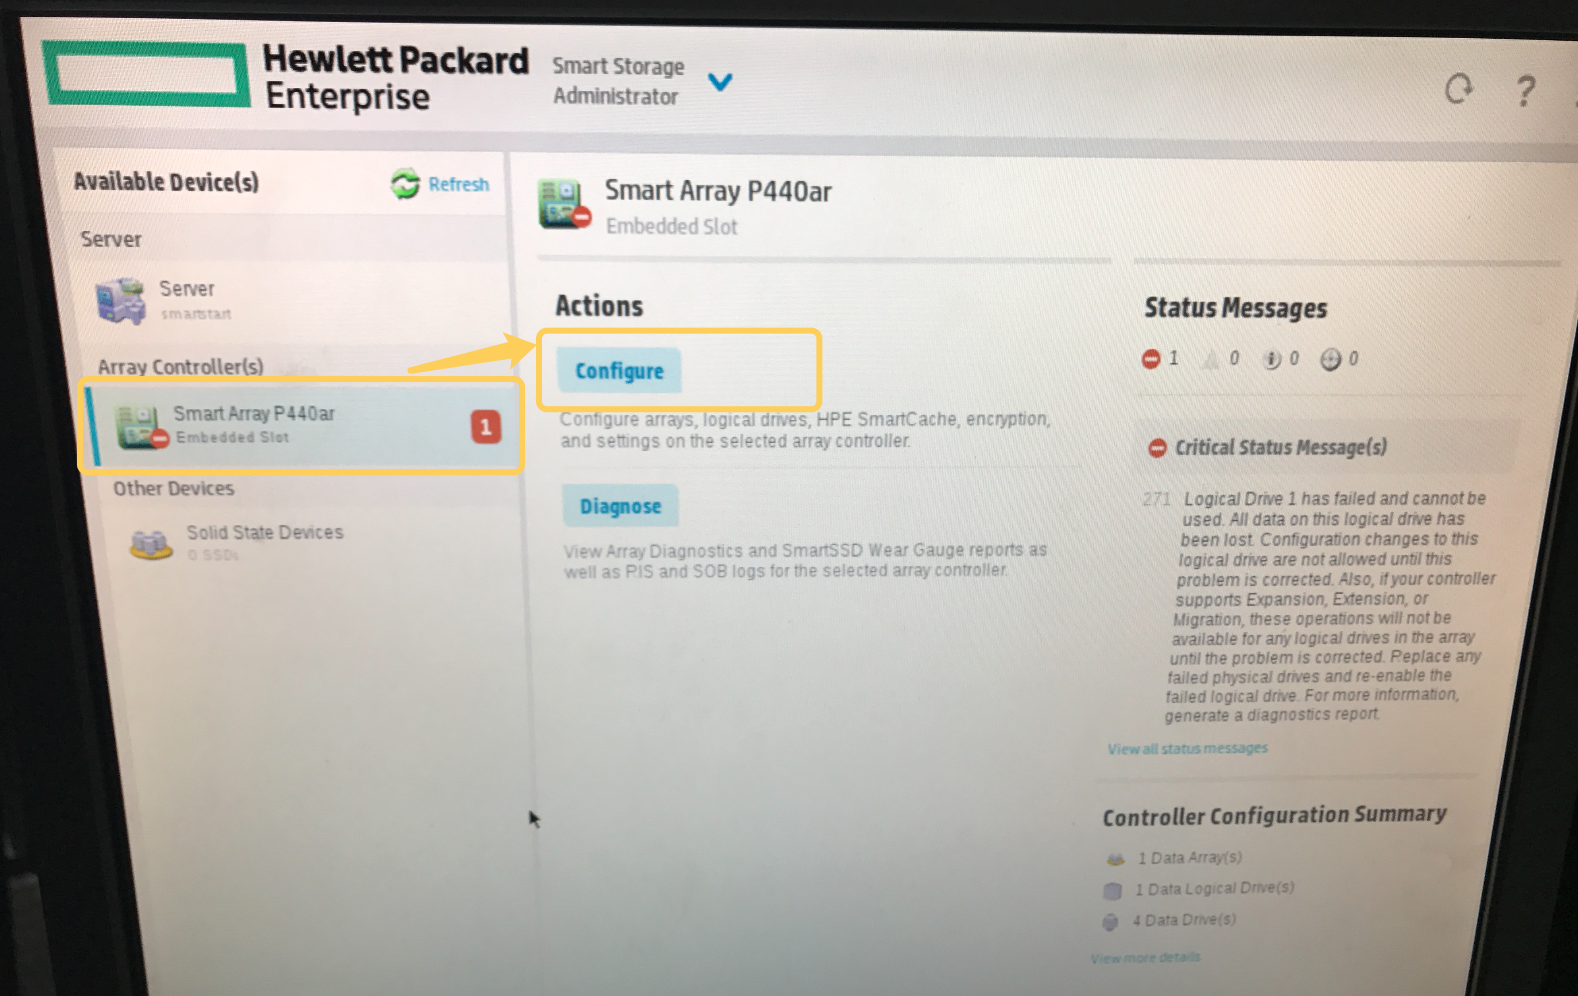 Hewlett Packard
Enterprise
Smart Storage
Administrator
?
Available Device(s)
Refresh
Server
Server
smartstart
Array Controller(s)
Smart Array P440ar
Embedded Slot
1
Other Devices
Solid State Devices
0 SSDs
Smart Array P440ar
Embedded Slot
Actions
Configure
Configure arrays, logical drives, HPE SmartCache, encryption,
and settings on the selected array controller.
Diagnose
View Array Diagnostics and SmartSSD Wear Gauge reports as
well as PIS and SOB logs for the selected array controller.
Status Messages
1 0 0 0
Critical Status Message(s)
271 Logical Drive 1 has failed and cannot be
used. All data on this logical drive has
been lost. Configuration changes to this
logical drive are not allowed until this
problem is corrected. Also, if your controller
supports Expansion, Extension, or
Migration, these operations will not be
available for any logical drives in the array
until the problem is corrected. Replace any
failed physical drives and re-enable the
failed logical drive. For more information,
generate a diagnostics report.
View all status messages
Controller Configuration Summary
1 Data Array(s)
1 Data Logical Drive(s)
4 Data Drive(s)
View more details